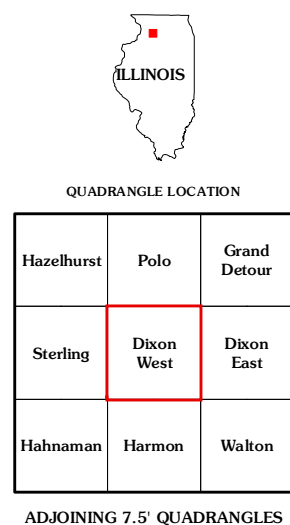 ILLINOIS
QUADRANGLE LOCATION
Hazelhurst
Polo
Grand
Detour
Sterling
Dixon
West
Dixon
East
Hahnaman
Harmon
Walton
ADJOINING 7.5' QUADRANGLES